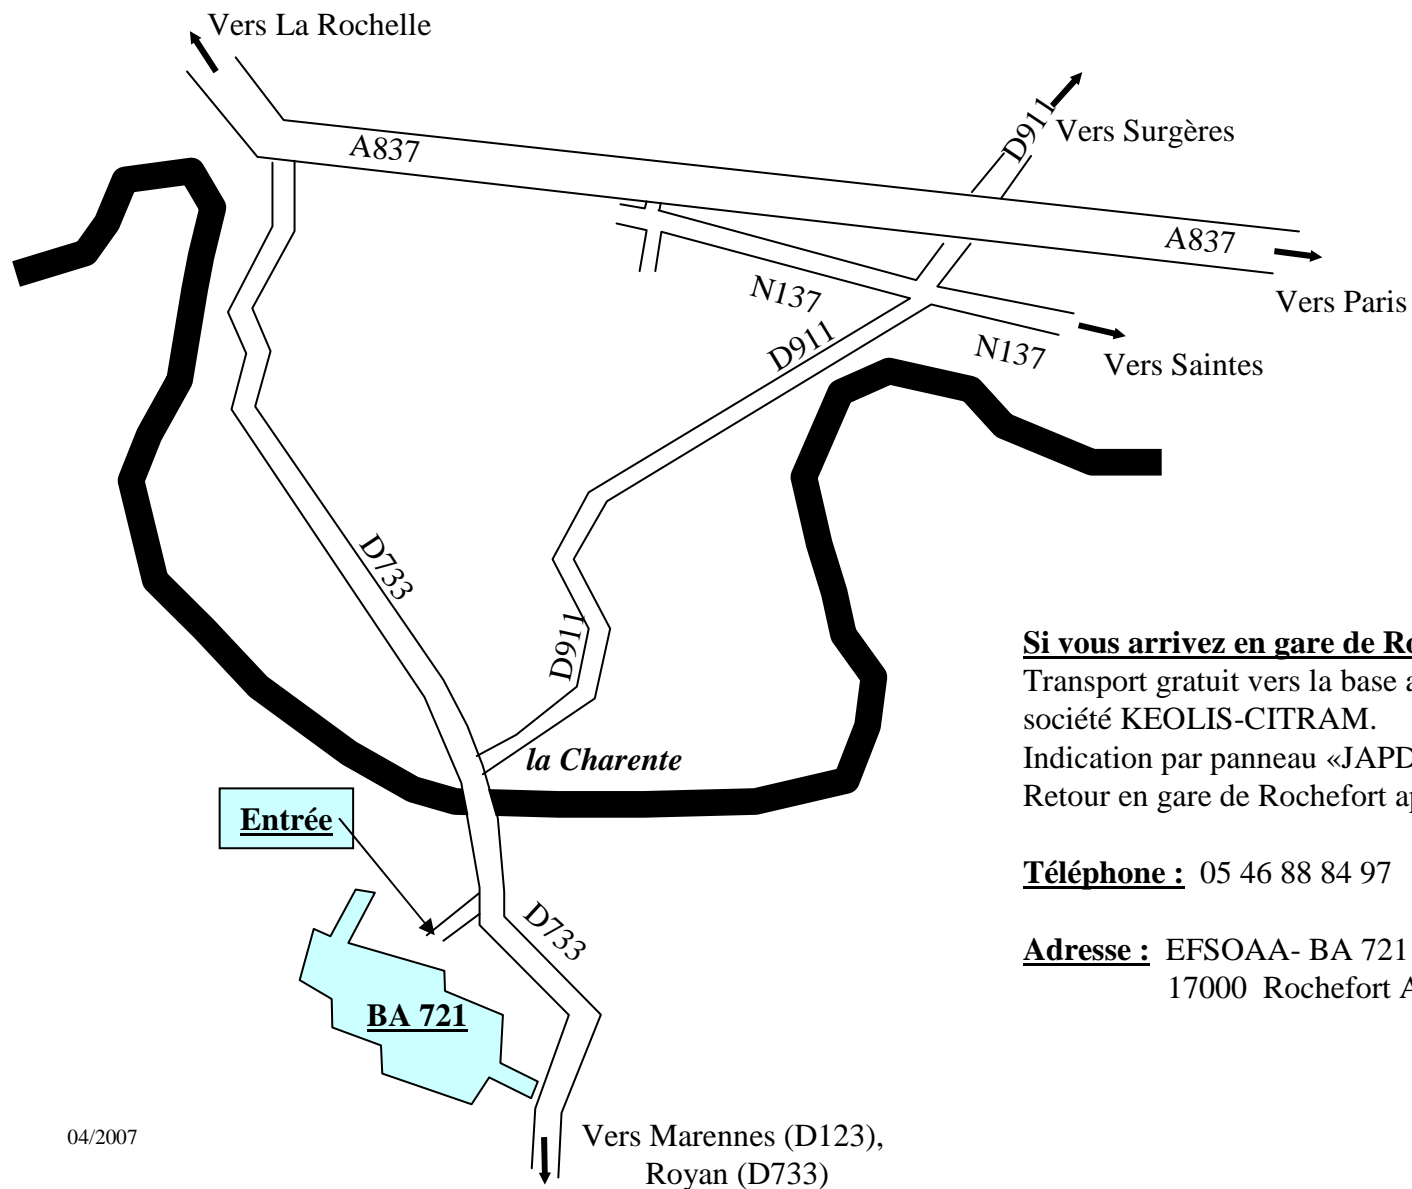 Vers La Rochelle
D911
Vers Surgères
A837
A837
Vers Paris
N137
D911
N137
Vers Saintes
D733
D911
Si vous arrivez en gare de
Transport gratuit vers la base
société KEOLIS-CITRAM.
Indication par panneau «JAPD
Retour en gare de Rochefort
la Charente
Entrée
Téléphone : 05 46 88 84 97
D733
Adresse : EFSOAA- BA 721
17000 Rochefort
BA 721
04/2007
Vers Marennes (D123),
Royan (D733)